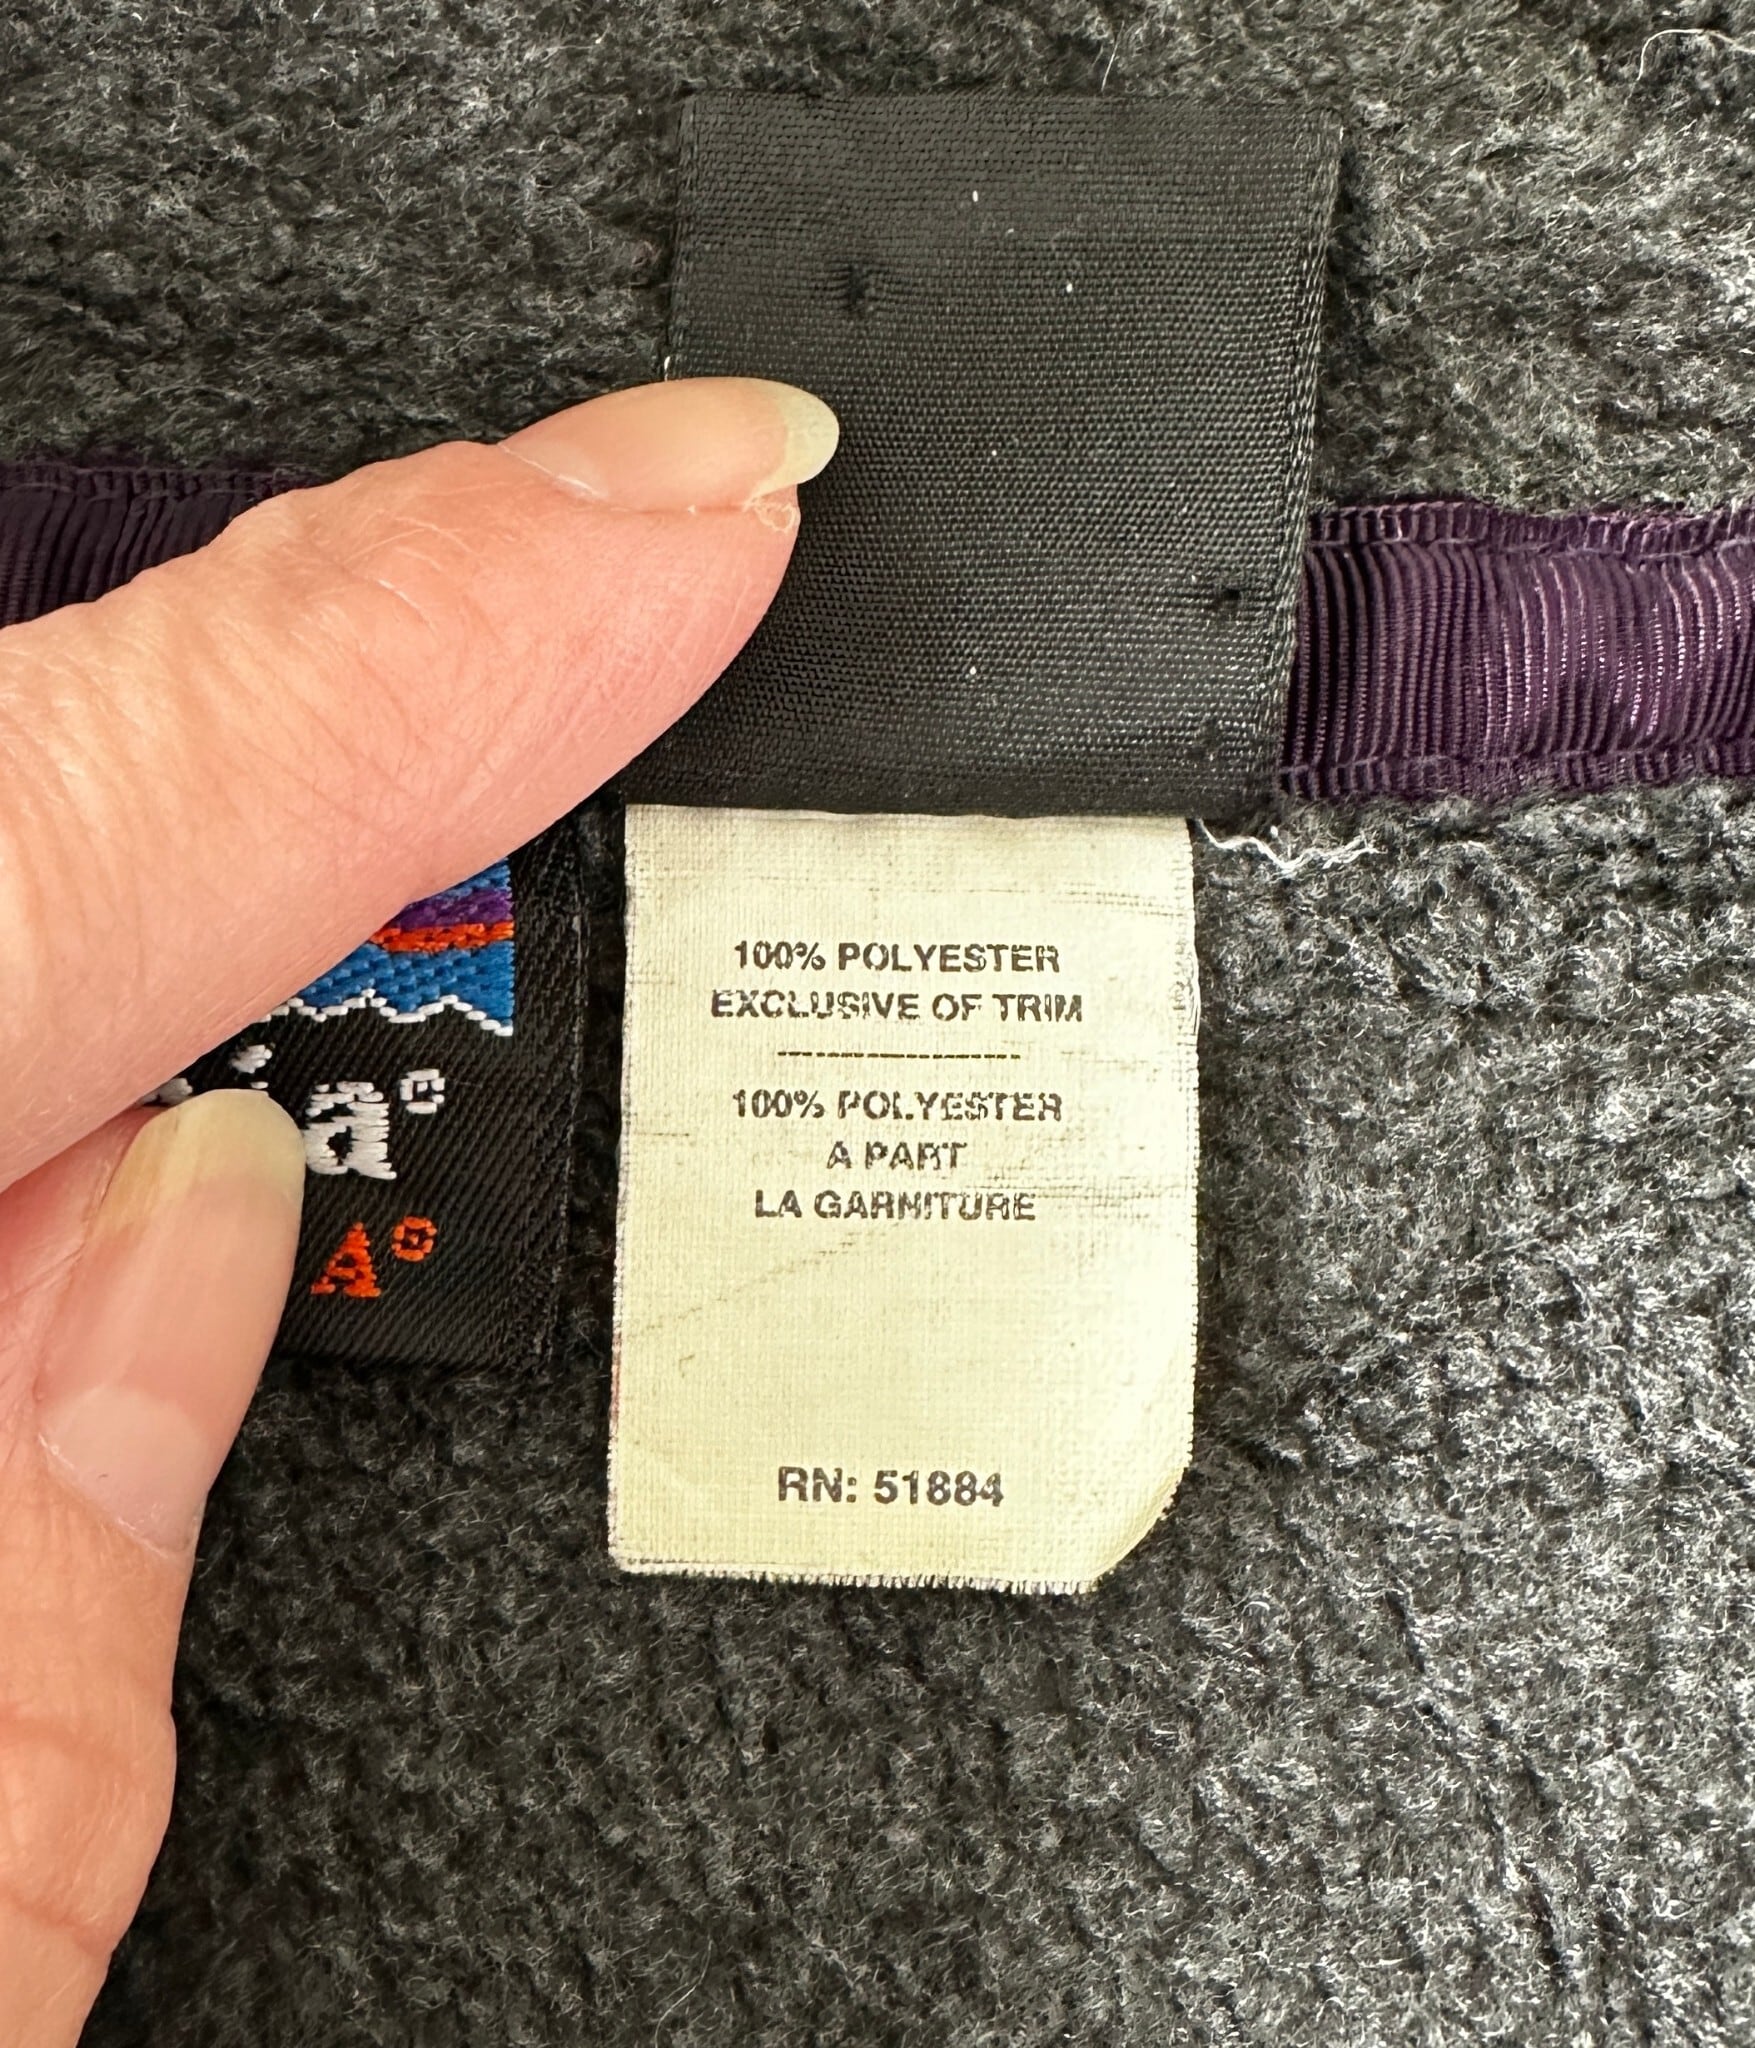 100% POLYESTER
EXCLUSIVE OF TRIM
100% POLYESTER
A PART
LA GARNITURE
RN: 51884
A®